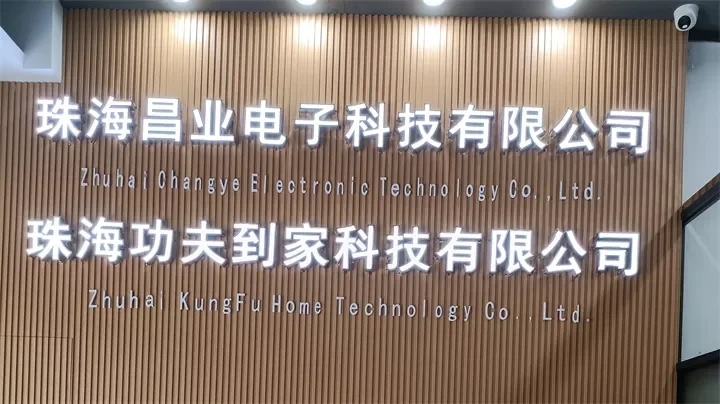 珠海昌业电子科技有限公司
Zhuhai Changye Electronic Technology Co.,Ltd.
珠海功夫到家科技有限公司
Zhuhai KungFu Home Technology Co.,Ltd.